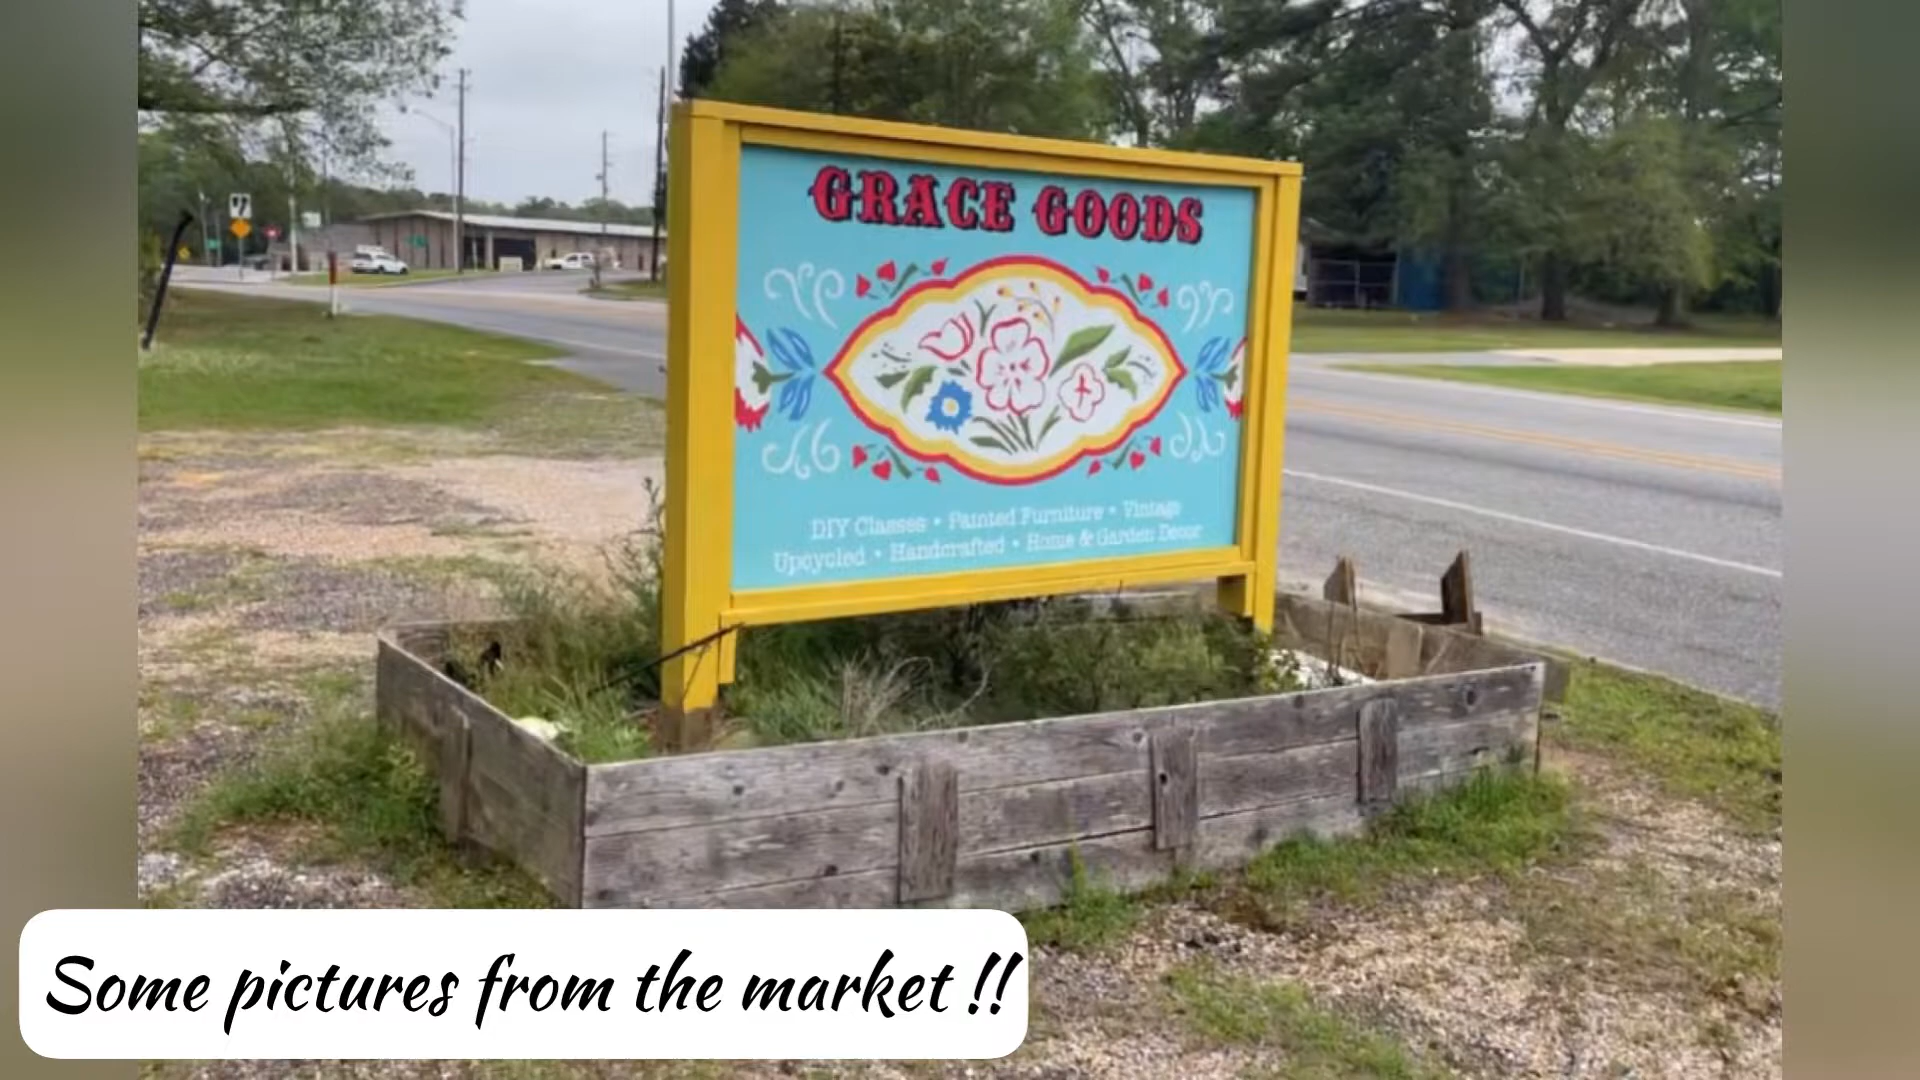 GRACE GOODS
DIY Classes • Painted Furniture • Vintage
Upcycled • Handcrafted • Home & Garden Decor
Some pictures from the market !!